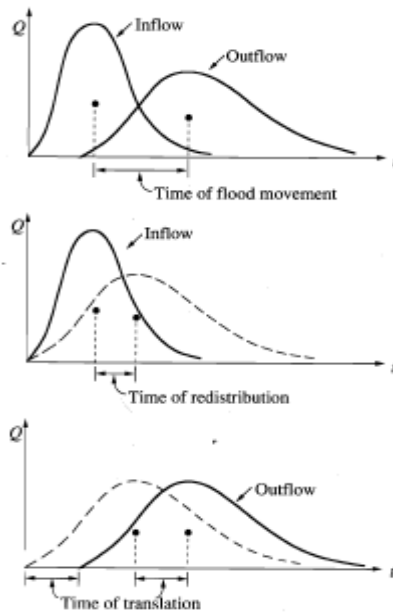 Q
Inflow
Outflow
t
Time of flood movement
Q
Inflow
t
Time of redistribution
Q
Outflow
t
Time of translation